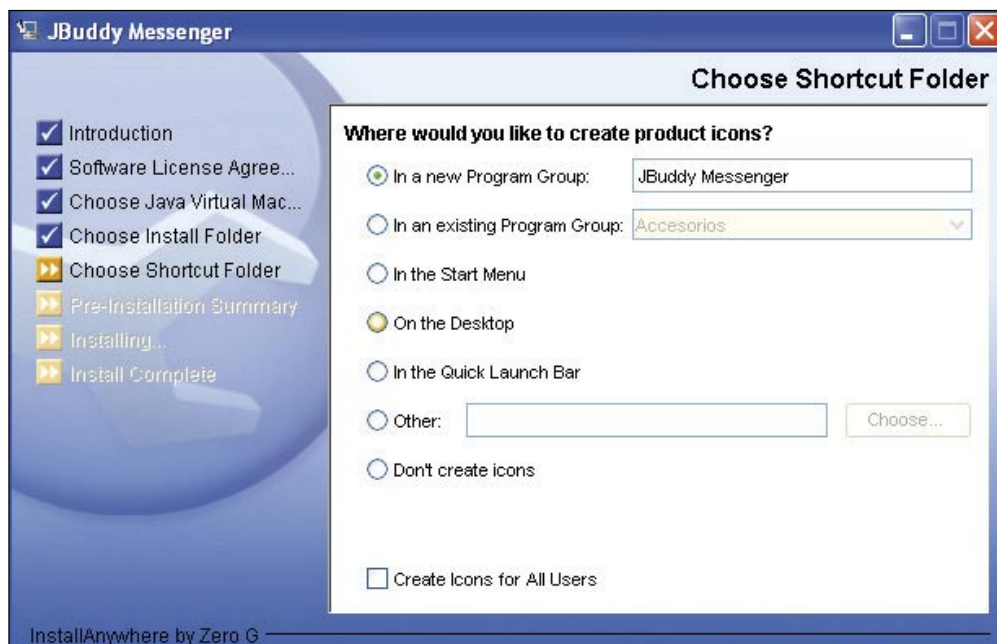 JBuddy Messenger
Choose Shortcut Folder
Introduction
Software License Agree...
Choose Java Virtual Mac...
Choose Install Folder
Choose Shortcut Folder
Pre-Installation Summary
Installing...
Install Complete
Where would you like to create product icons?
In a new Program Group: JBuddy Messenger
In an existing Program Group: Accesorios
In the Start Menu
On the Desktop
In the Quick Launch Bar
Other: Choose...
Don't create icons
Create Icons for All Users
InstallAnywhere by Zero G